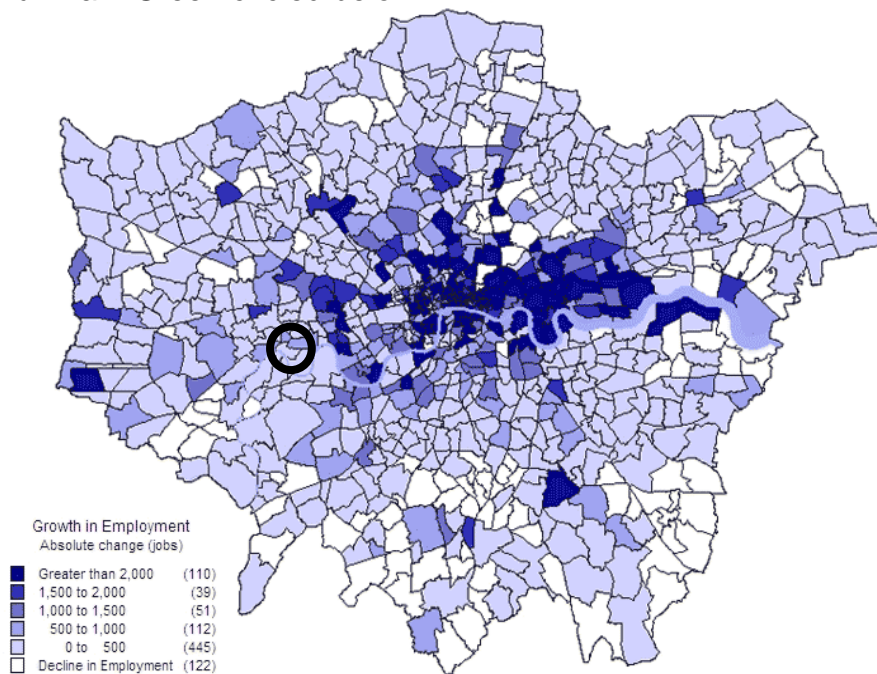 Growth in Employment
Absolute change (jobs)
Greater than 2,000 (110)
1,500 to 2,000 (39)
1,000 to 1,500 (51)
500 to 1,000 (112)
0 to 500 (445)
Decline in Employment (122)